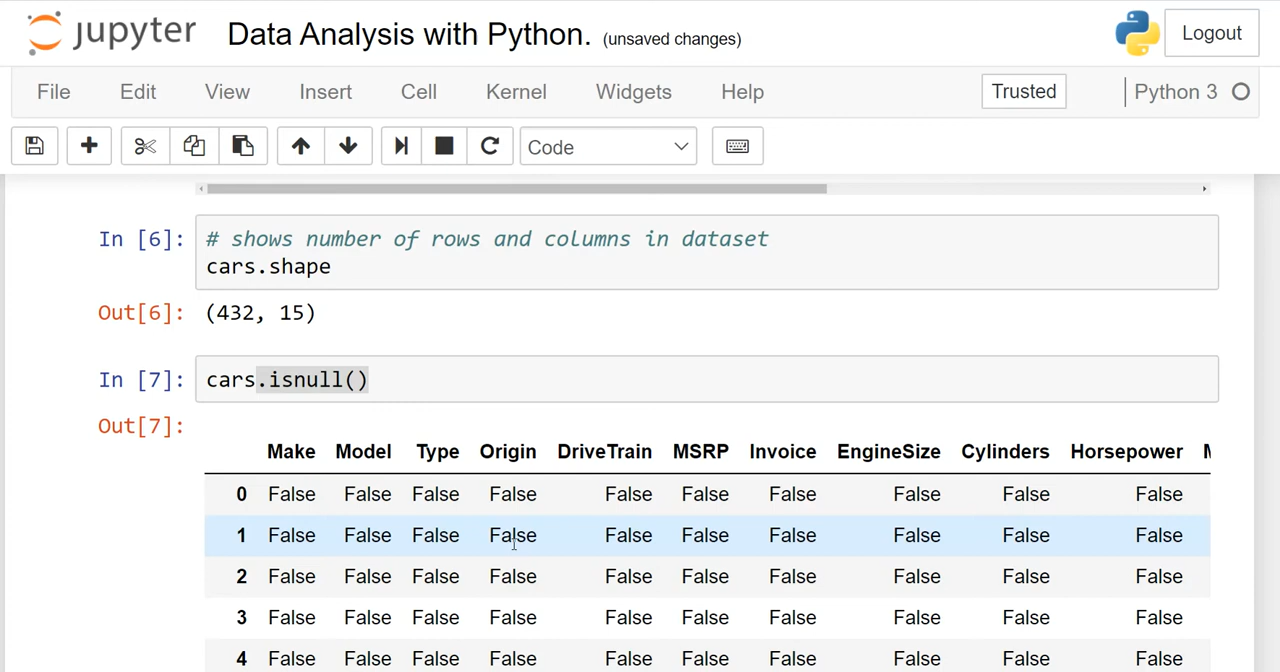 jupyter Data Analysis with Python. (unsaved changes) Logout
File Edit View Insert Cell Kernel Widgets Help Trusted Python 3
Code
In [6]: # shows number of rows and columns in dataset
cars.shape
Out[6]: (432, 15)
In [7]: cars.isnull()
Out[7]:
Make Model Type Origin DriveTrain MSRP Invoice EngineSize Cylinders Horsepower
0 False False False False False False False False False False
1 False False False False False False False False False False
2 False False False False False False False False False False
3 False False False False False False False False False False
4 False False False False False False False False False False